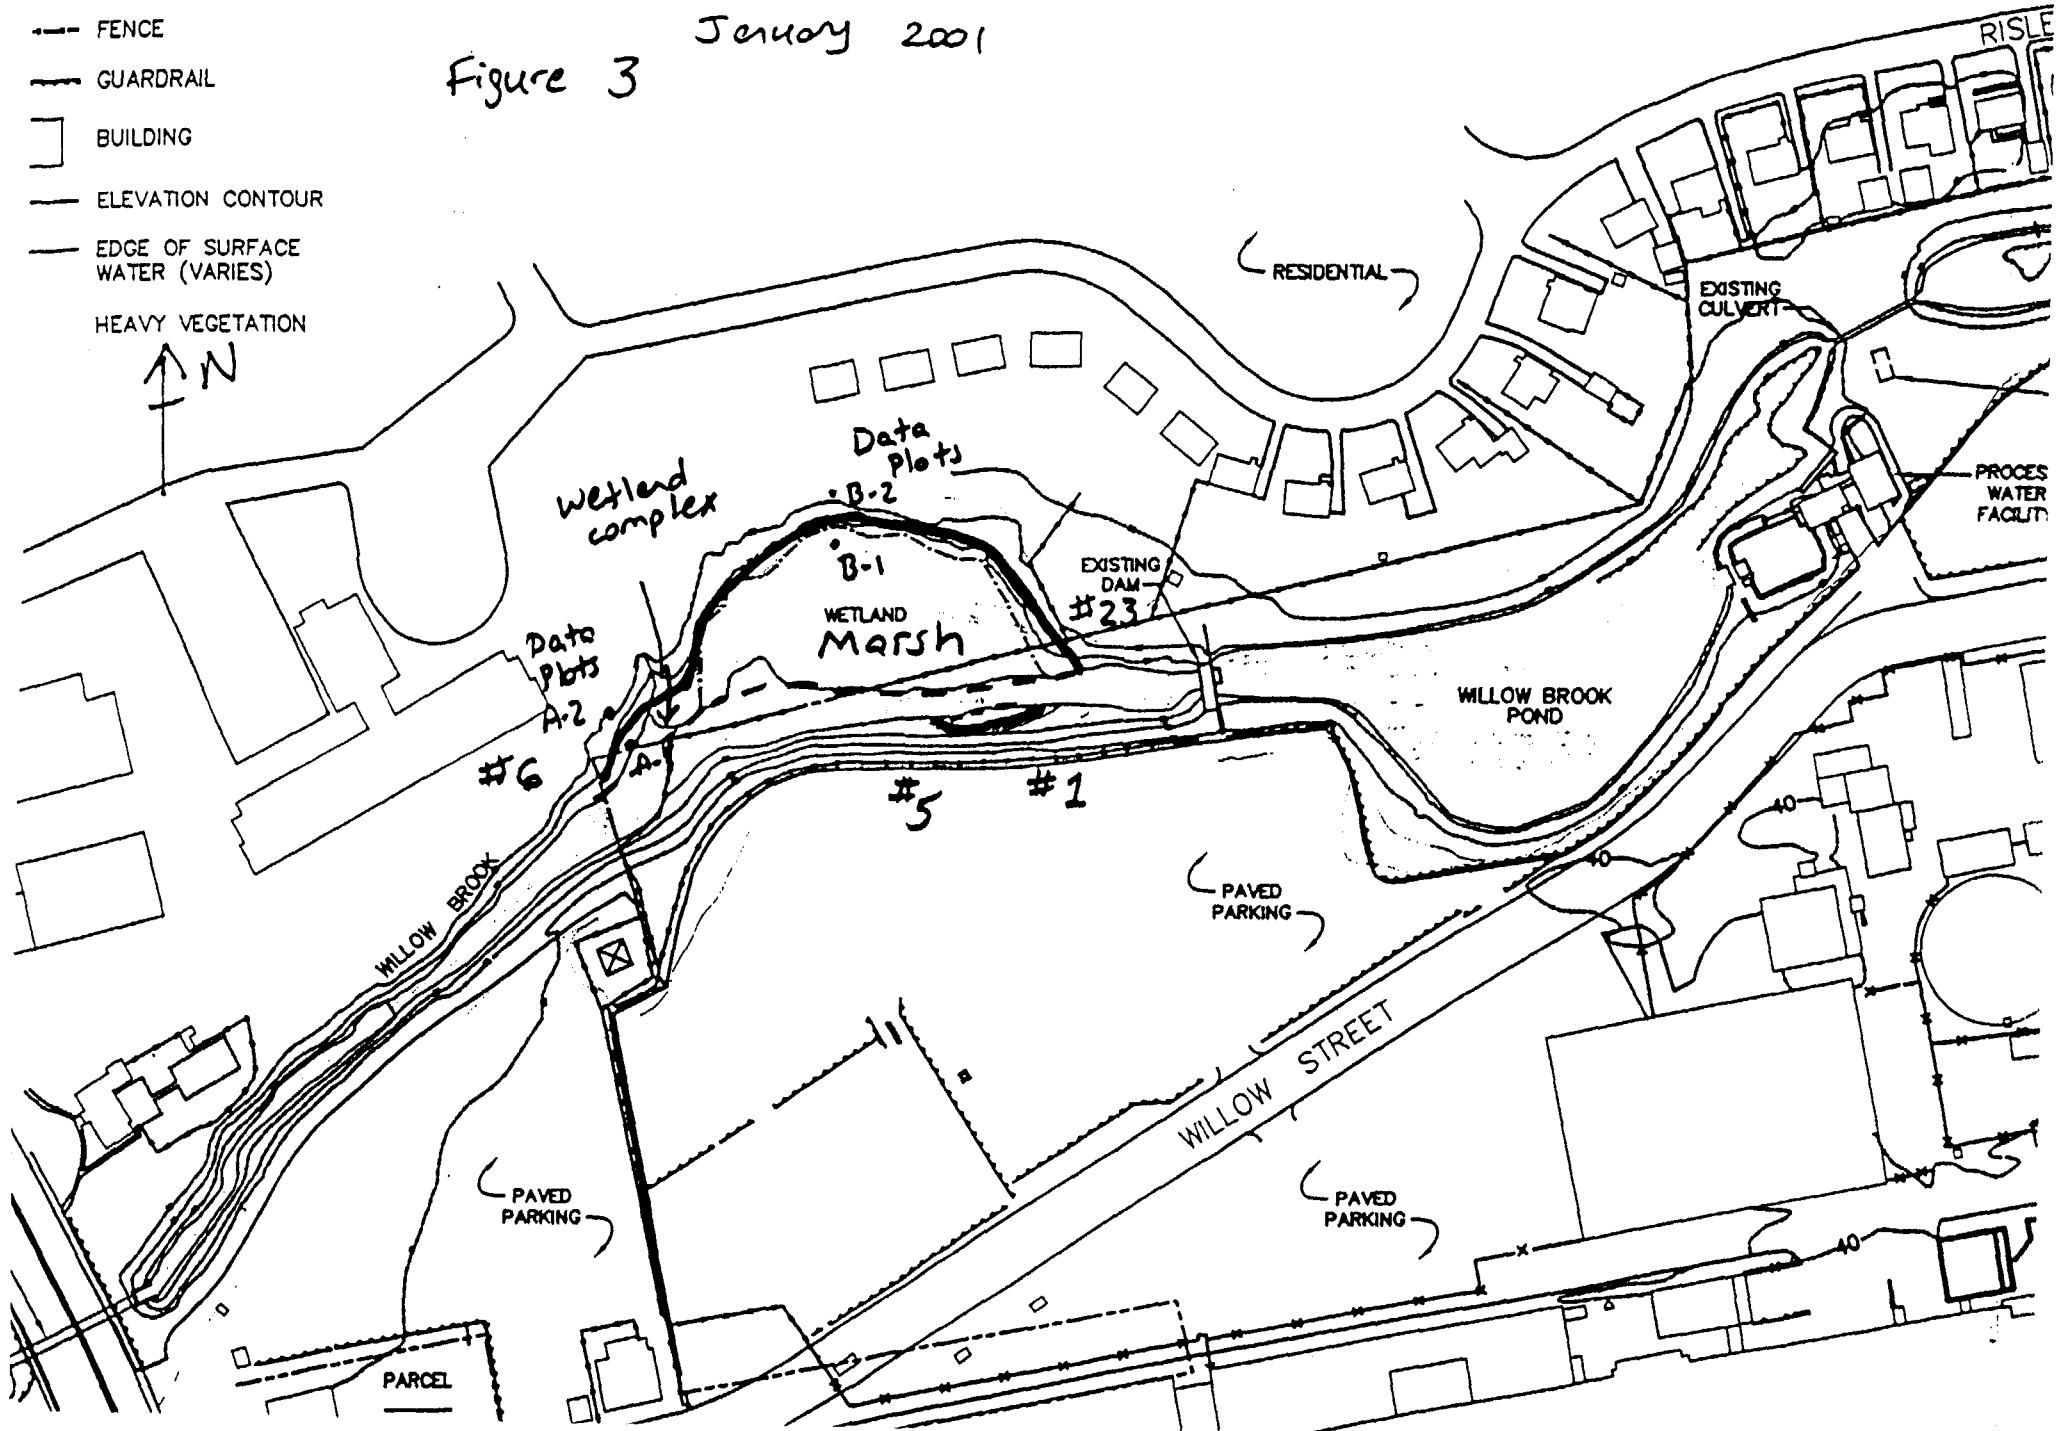 FENCE
January 2001
Figure 3
GUARDRAIL
BUILDING
ELEVATION CONTOUR
EDGE OF SURFACE
WATER (VARIES)
HEAVY VEGETATION
N
RISLE
RESIDENTIAL
EXISTING
CULVERT
Data
Plots
Wetland
complex
B-2
B-1
PROCES
WATER
FACILIT
EXISTING
DAM
#23
WETLAND
Marsh
Data
Plots
A-2
A-
#6
#5
#1
WILLOW BROOK
POND
40
40
WILLOW BROOK
PAVED
PARKING
WILLOW STREET
PAVED
PARKING
PAVED
PARKING
40
PARCEL